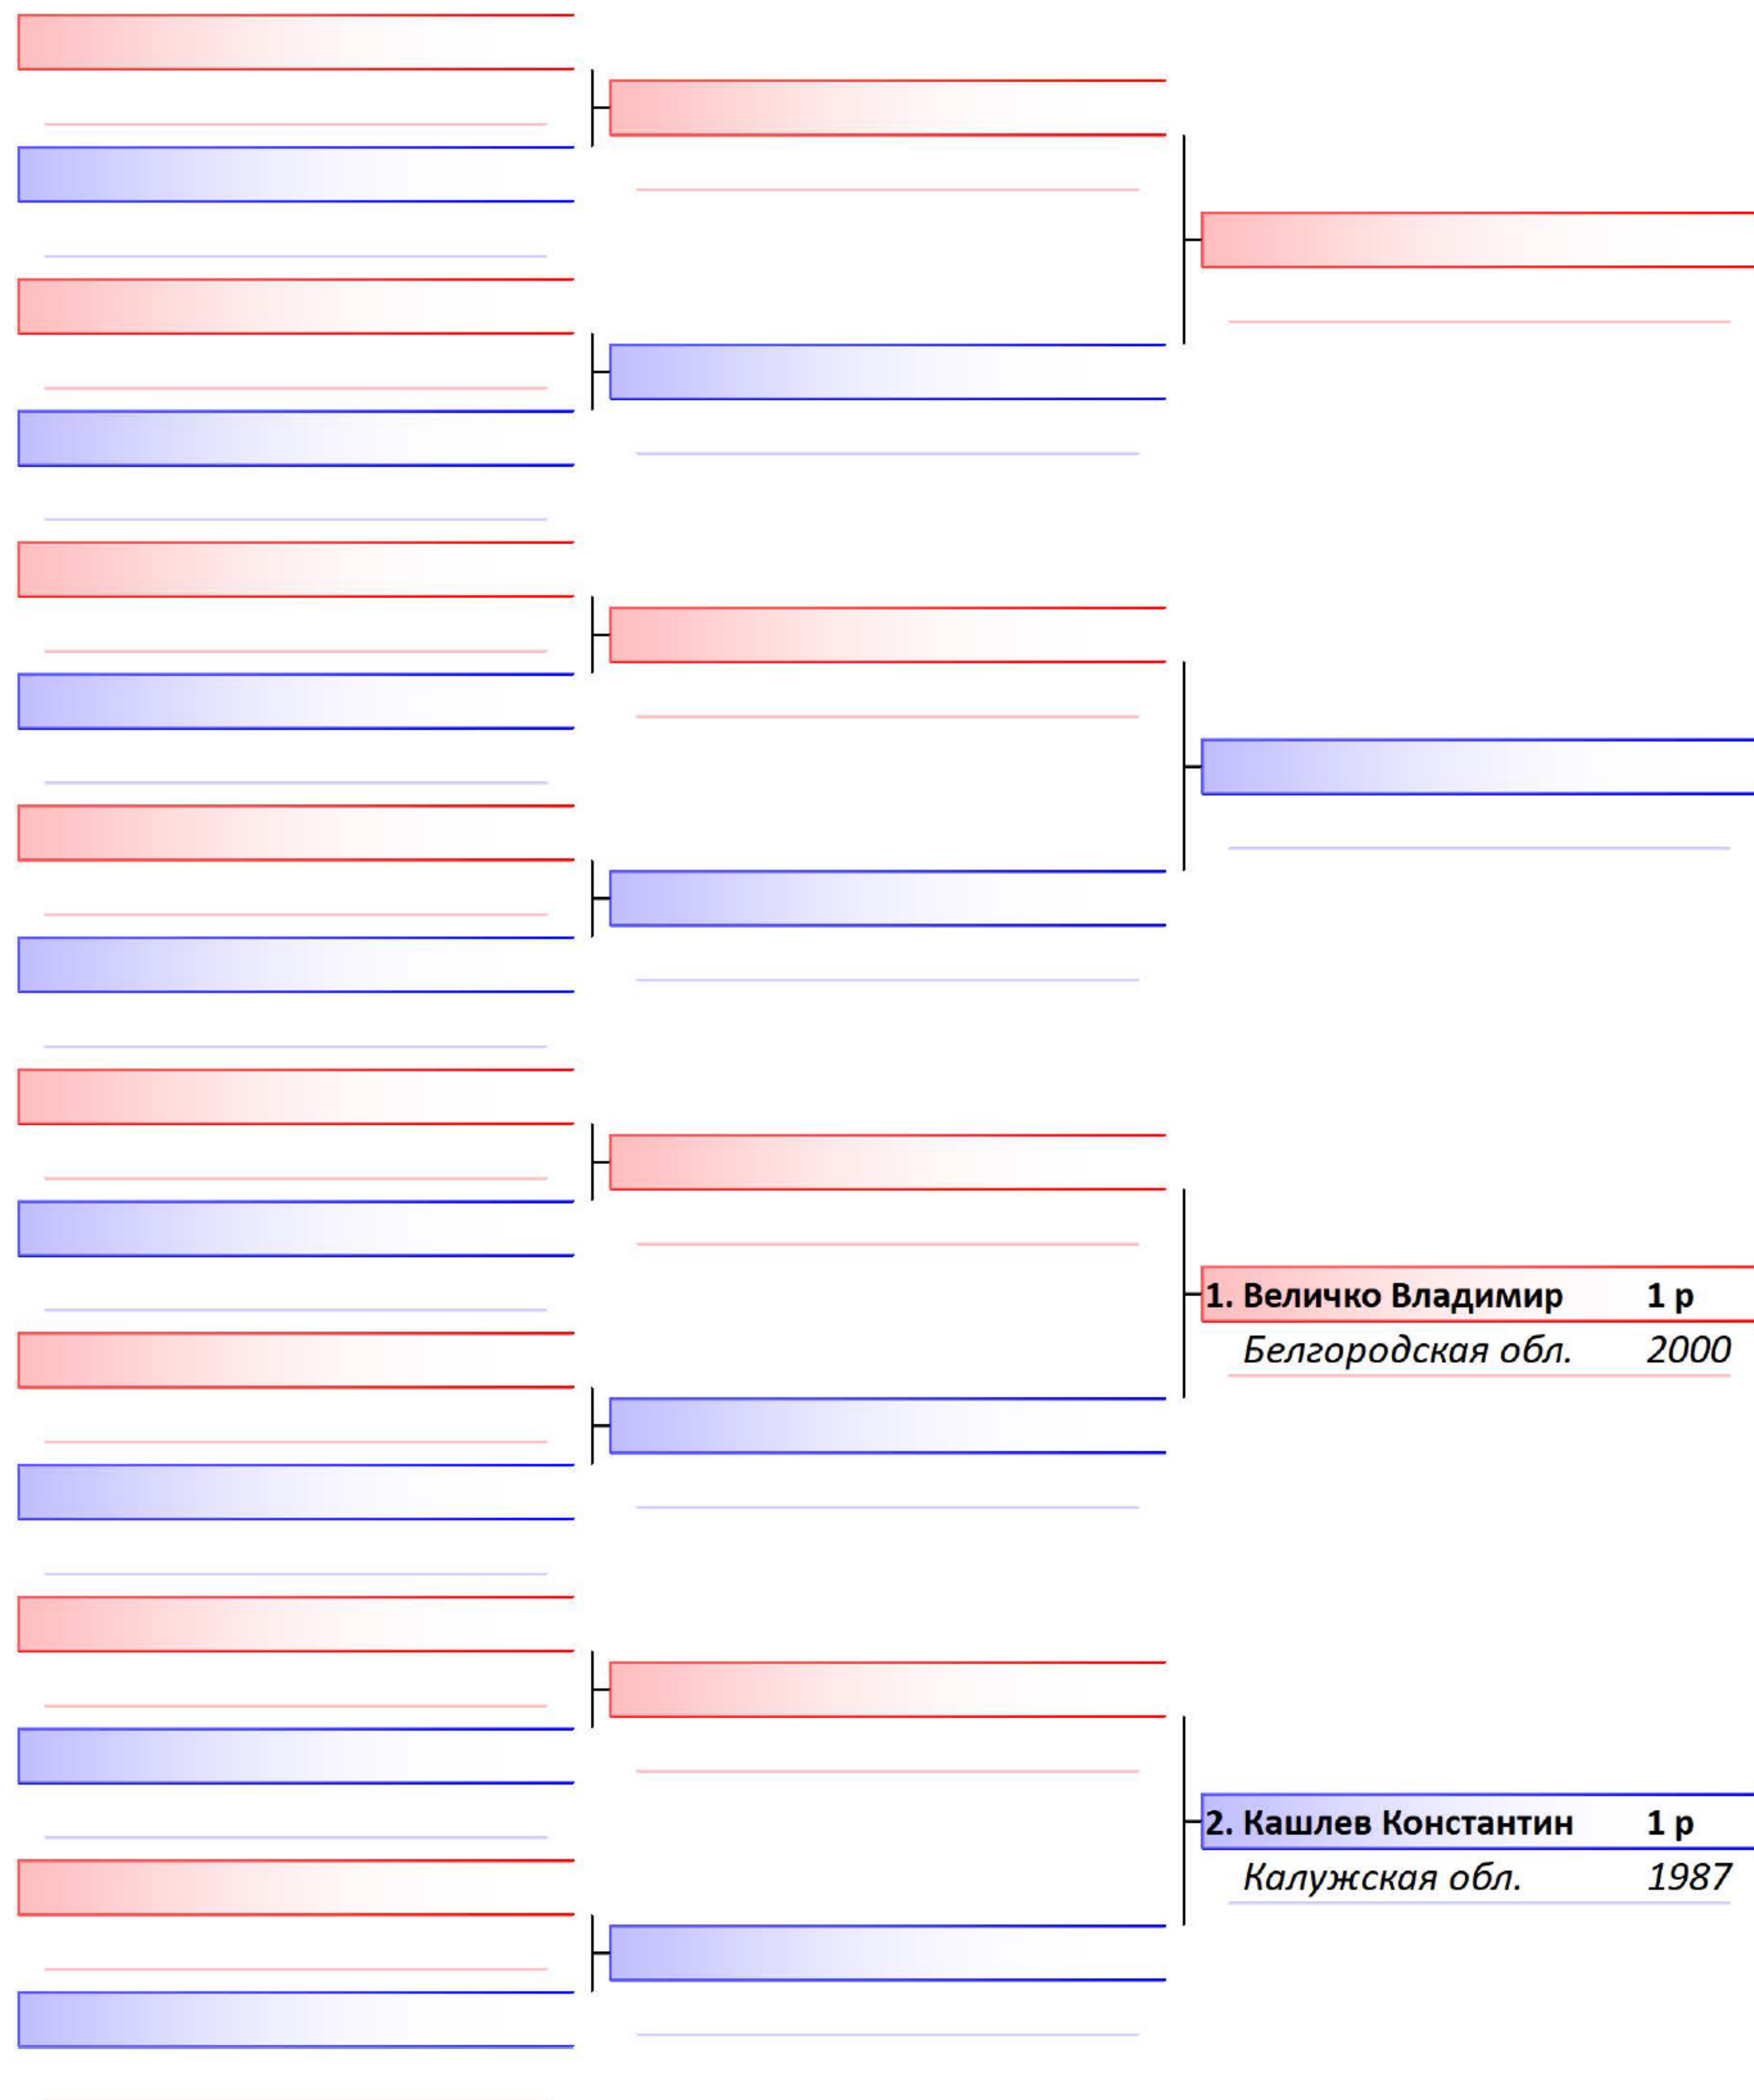 1. Величко Владимир 1 р
Белгородская обл. 2000
2. Кашлев Константин 1 р
Калужская обл. 1987